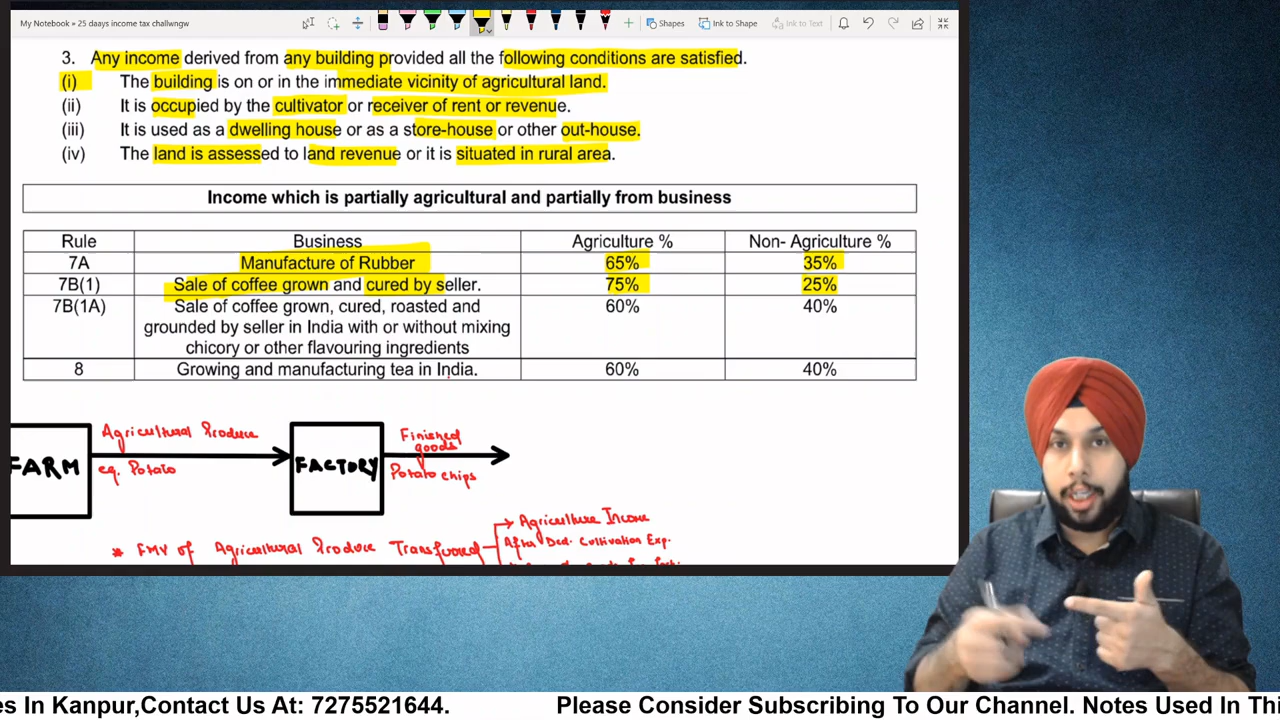 My Notebook » 25 daays income tax challwngw
Shapes
Ink to Shape
Ink to Text
3. Any income derived from any building provided all the following conditions are satisfied.
(i) The building is on or in the immediate vicinity of agricultural land.
(ii) It is occupied by the cultivator or receiver of rent or revenue.
(iii) It is used as a dwelling house or as a store-house or other out-house.
(iv) The land is assessed to land revenue or it is situated in rural area.
Income which is partially agricultural and partially from business
Rule Business Agriculture % Non- Agriculture %
7A Manufacture of Rubber 65% 35%
7B(1) Sale of coffee grown and cured by seller. 75% 25%
7B(1A) Sale of coffee grown, cured, roasted and 60% 40%
grounded by seller in India with or without mixing
chicory or other flavouring ingredients
8 Growing and manufacturing tea in India. 60% 40%
FARM
Agricultural Produce
eg. Potato
FACTORY
Finished
goods
Potato chips
* FMV of Agricultural Produce Transfered
→ Agriculture Income
After Ded. Cultivation Exp.
es In Kanpur,Contact Us At: 7275521644. Please Consider Subscribing To Our Channel. Notes Used In Thi